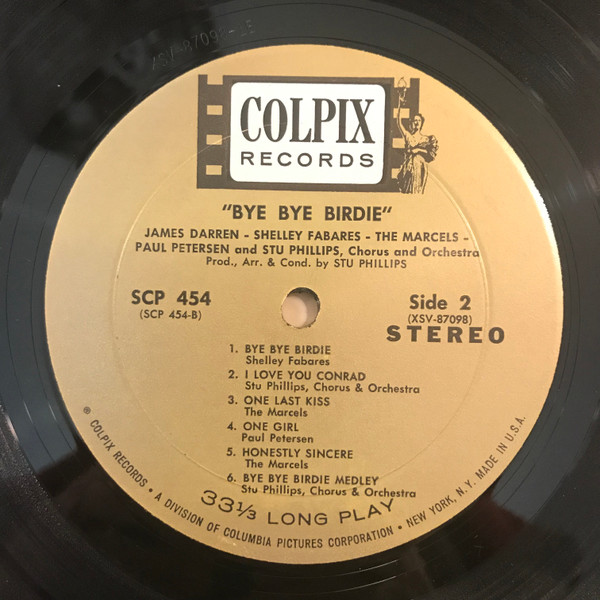 XSV-87098-1E
COLPIX
RECORDS
"BYE BYE BIRDIE"
JAMES DARREN - SHELLEY FABARES - THE MARCELS -
PAUL PETERSEN and STU PHILLIPS, Chorus and Orchestra
Prod., Arr. & Cond. by STU PHILLIPS
SCP 454
(SCP 454-B)
Side 2
(XSV-87098)
STEREO
1. BYE BYE BIRDIE
Shelley Fabares
2. I LOVE YOU CONRAD
Stu Phillips, Chorus & Orchestra
3. ONE LAST KISS
The Marcels
4. ONE GIRL
Paul Petersen
5. HONESTLY SINCERE
The Marcels
6. BYE BYE BIRDIE MEDLEY
Stu Phillips, Chorus & Orchestra
33⅓ LONG PLAY
® COLPIX RECORDS • A DIVISION OF COLUMBIA PICTURES CORPORATION • NEW YORK, N.Y. MADE IN U.S.A.